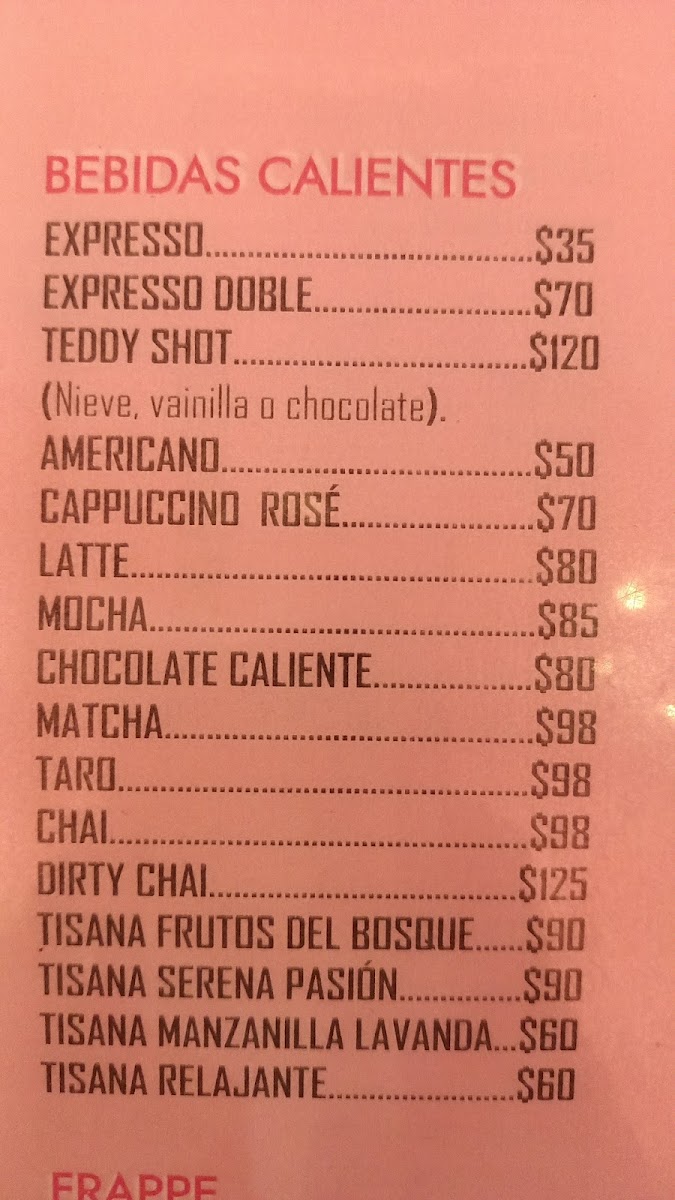 BEBIDAS CALIENTES
EXPRESSO.......................................$35
EXPRESSO DOBLE..........................$70
TEDDY SHOT...................................$120
(Nieve, vainilla o chocolate).
AMERICANO.....................................$50
CAPPUCCINO ROSÉ.......................$70
LATTE................................................$80
MOCHA..............................................$85
CHOCOLATE CALIENTE...................$80
MATCHA............................................$98
TARO.................................................$98
CHAI..................................................$98
DIRTY CHAI.....................................$125
TISANA FRUTOS DEL BOSQUE......$90
TISANA SERENA PASIÓN...............$90
TISANA MANZANILLA LAVANDA...$60
TISANA RELAJANTE......................$60
FRAPPE